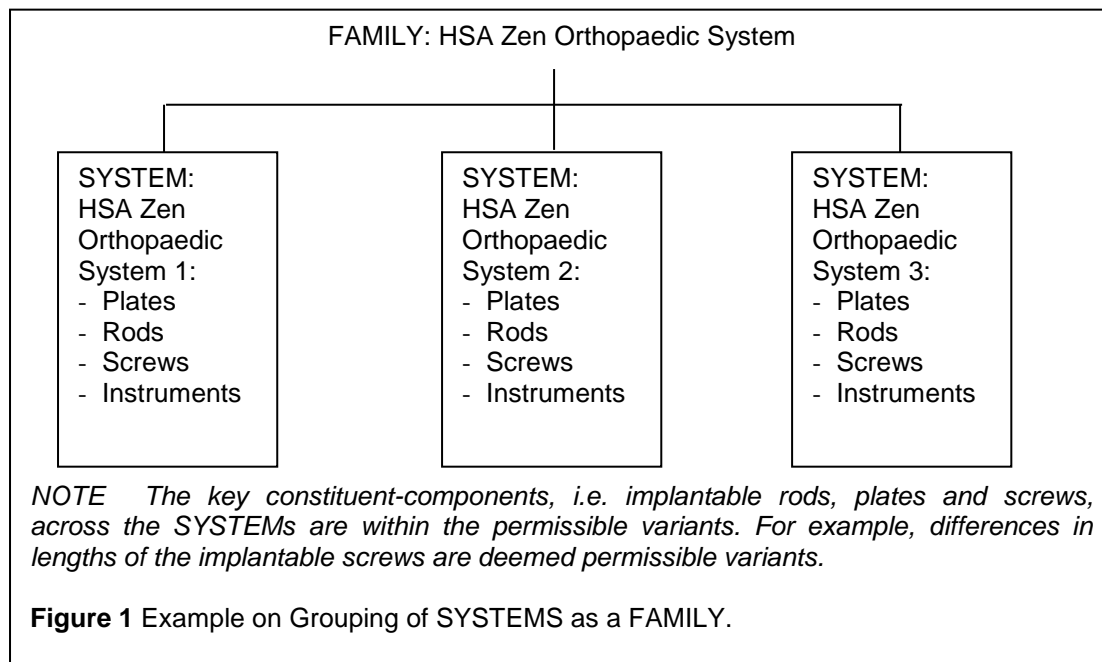 FAMILY: HSA Zen Orthopaedic System
SYSTEM:
HSA Zen
Orthopaedic
System 1:
- Plates
- Rods
- Screws
- Instruments
SYSTEM:
HSA Zen
Orthopaedic
System 2:
- Plates
- Rods
- Screws
- Instruments
SYSTEM:
HSA Zen
Orthopaedic
System 3:
- Plates
- Rods
- Screws
- Instruments
NOTE The key constituent-components, i.e. implantable rods, plates and screws,
across the SYSTEMs are within the permissible variants. For example, differences in
lengths of the implantable screws are deemed permissible variants.
Figure 1 Example on Grouping of SYSTEMS as a FAMILY.